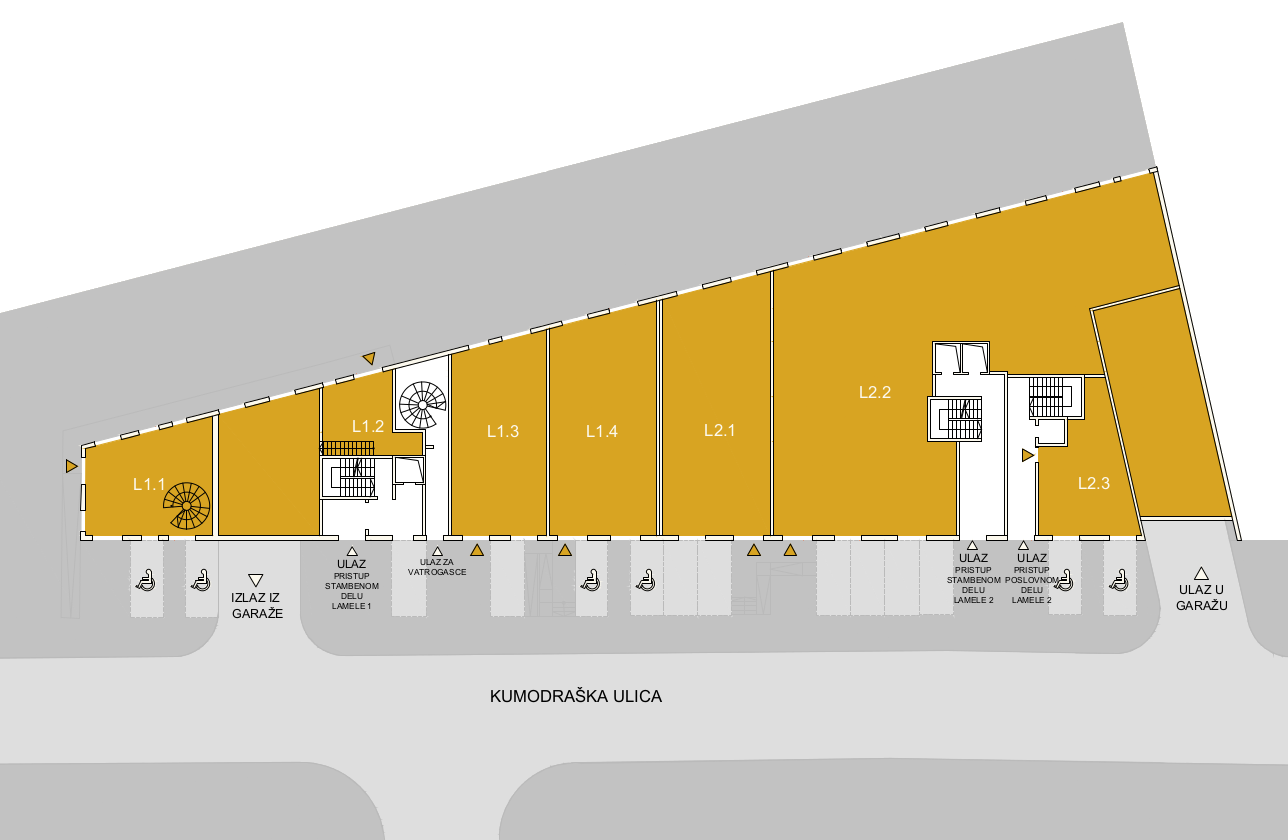 L1.1
L1.2
L1.3
L1.4
L2.1
L2.2
L2.3
IZLAZ IZ
GARAŽE
ULAZ
PRISTUP
STAMBENOM
DELU
LAMELE 1
ULAZ ZA
VATROGASCE
ULAZ
PRISTUP
STAMBENOM
DELU
LAMELE 2
ULAZ
PRISTUP
POSLOVNOM
DELU
LAMELE 2
ULAZ U
GARAŽU
KUMODRAŠKA ULICA